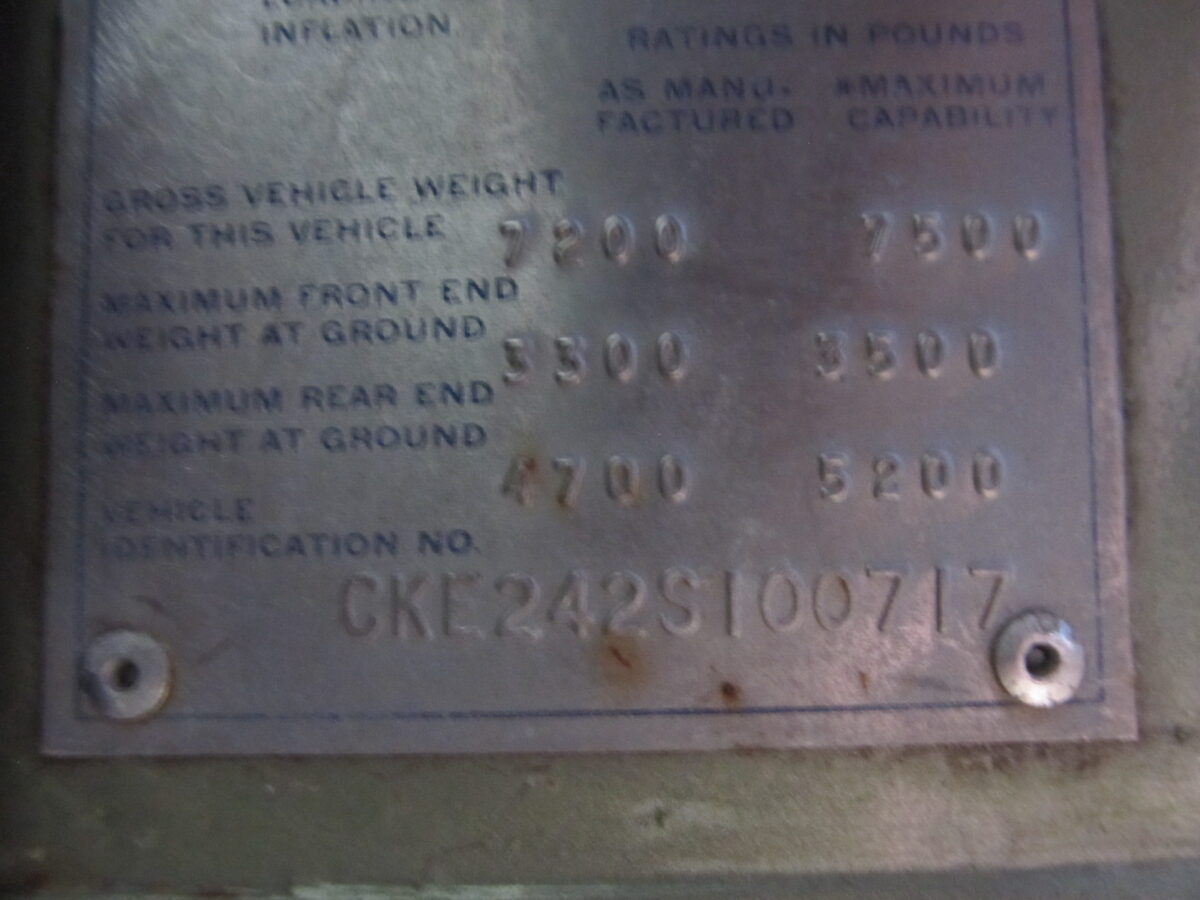 INFLATION
RATINGS IN POUNDS
AS MANU- *MAXIMUM
FACTURED CAPABILITY
GROSS VEHICLE WEIGHT
FOR THIS VEHICLE 7200 7500
MAXIMUM FRONT END
WEIGHT AT GROUND 3300 3500
MAXIMUM REAR END
WEIGHT AT GROUND 4700 5200
VEHICLE
IDENTIFICATION NO.
CKE242S100717